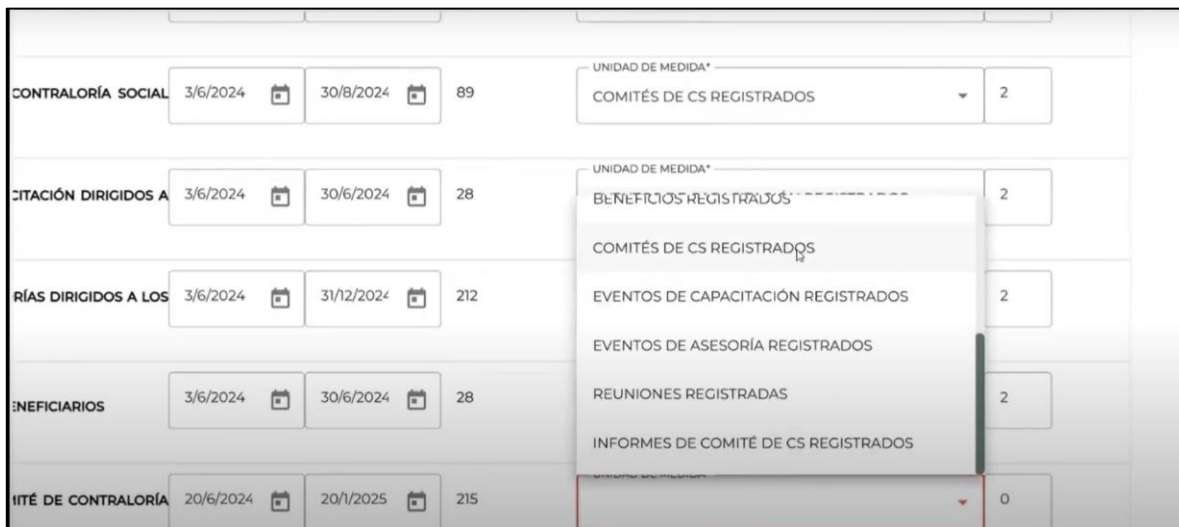 UNIDAD DE MEDIDA*
CONTRALORÍA SOCIAL 3/6/2024 30/8/2024 89 COMITÉS DE CS REGISTRADOS 2
UNIDAD DE MEDIDA*
CITACIÓN DIRIGIDOS A 3/6/2024 30/6/2024 28 2
BENEFICIOS REGISTRADOS
COMITÉS DE CS REGISTRADOS
RÍAS DIRIGIDOS A LOS 3/6/2024 31/12/2024 212 EVENTOS DE CAPACITACIÓN REGISTRADOS 2
EVENTOS DE ASESORÍA REGISTRADOS
ENEFICIARIOS 3/6/2024 30/6/2024 28 REUNIONES REGISTRADAS 2
INFORMES DE COMITÉ DE CS REGISTRADOS
UNIDAD DE MEDIDA
MITÉ DE CONTRALORÍA 20/6/2024 20/1/2025 215 0